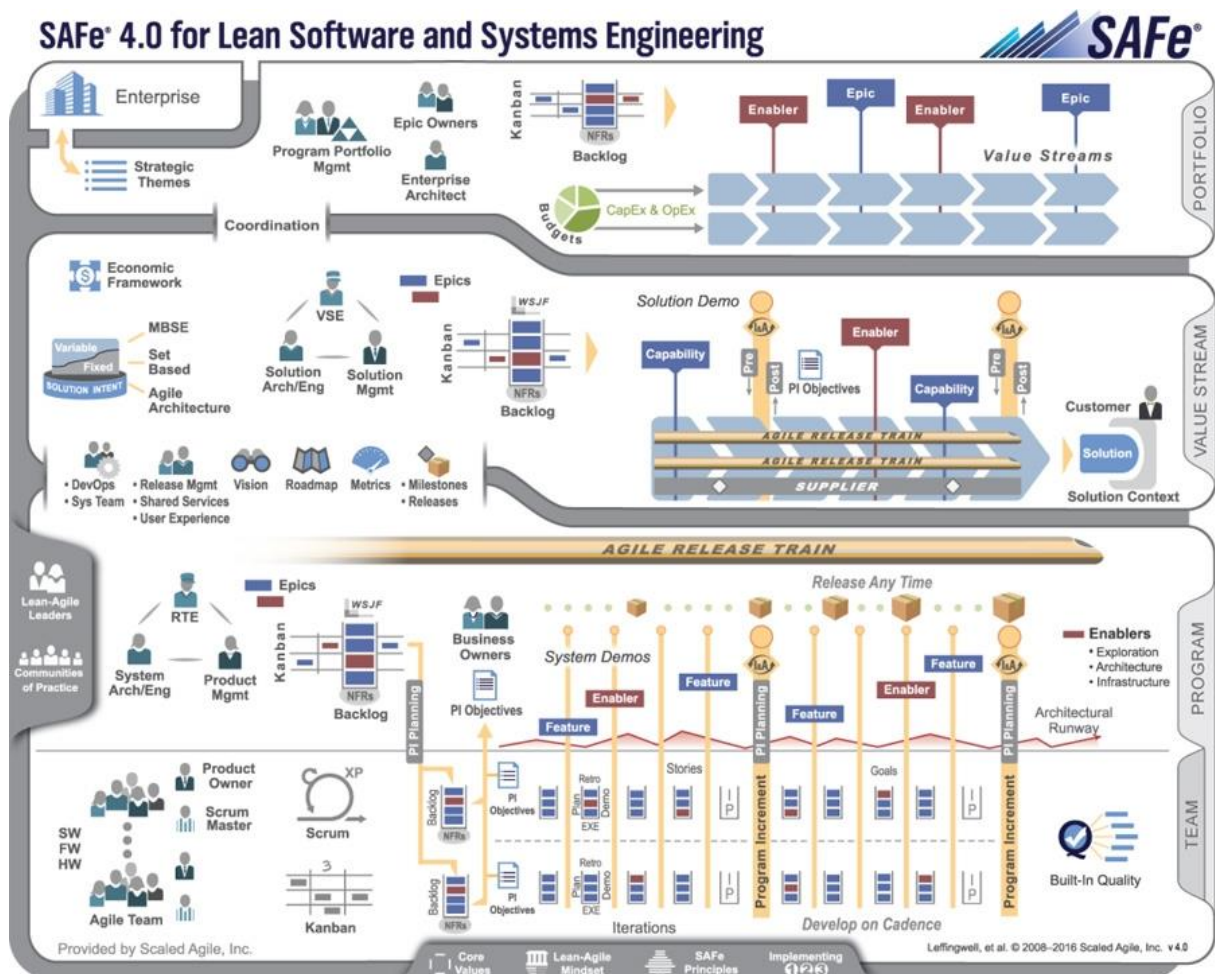 SAFe® 4.0 for Lean Software and Systems Engineering
SAFe®
Enterprise
Strategic
Themes
Program Portfolio
Mgmt
Epic Owners
Enterprise
Architect
Kanban
NFRs
Backlog
Enabler
Epic
Enabler
Epic
Value Streams
Budgets
CapEx & OpEx
PORTFOLIO
Coordination
Economic
Framework
Variable
Fixed
SOLUTION INTENT
MBSE
Set
Based
Agile
Architecture
VSE
Solution
Arch/Eng
Solution
Mgmt
Epics
WSJF
Kanban
NFRs
Backlog
Solution Demo
I&A
I&A
Capability
Pre
Post
PI Objectives
Enabler
Capability
Pre
Post
AGILE RELEASE TRAIN
AGILE RELEASE TRAIN
SUPPLIER
Customer
Solution
Solution Context
VALUE STREAM
• DevOps
• Sys Team
• Release Mgmt
• Shared Services
• User Experience
Vision
Roadmap
Metrics
• Milestones
• Releases
AGILE RELEASE TRAIN
Lean-Agile
Leaders
Communities
of Practice
RTE
System
Arch/Eng
Product
Mgmt
Epics
WSJF
Kanban
NFRs
Backlog
PI Planning
Business
Owners
PI Objectives
Release Any Time
System Demos
Feature
Enabler
Feature
I&A
PI Planning
Feature
Enabler
Feature
I&A
PI Planning
Enablers
• Exploration
• Architecture
• Infrastructure
Architectural
Runway
PROGRAM
SW
FW
HW
Product
Owner
Scrum
Master
Agile Team
XP
Scrum
3
Kanban
Backlog
NFRs
PI
Objectives
Plan
Retro
Demo
EXE
Stories
I
P
Goals
I
P
Backlog
NFRs
PI
Objectives
Plan
Retro
Demo
EXE
I
P
I
P
Program Increment
Program Increment
Iterations
Develop on Cadence
Built-In Quality
TEAM
Provided by Scaled Agile, Inc.
Leffingwell, et al. © 2008–2016 Scaled Agile, Inc. v 4.0
Core
Values
Lean-Agile
Mindset
SAFe
Principles
Implementing
123